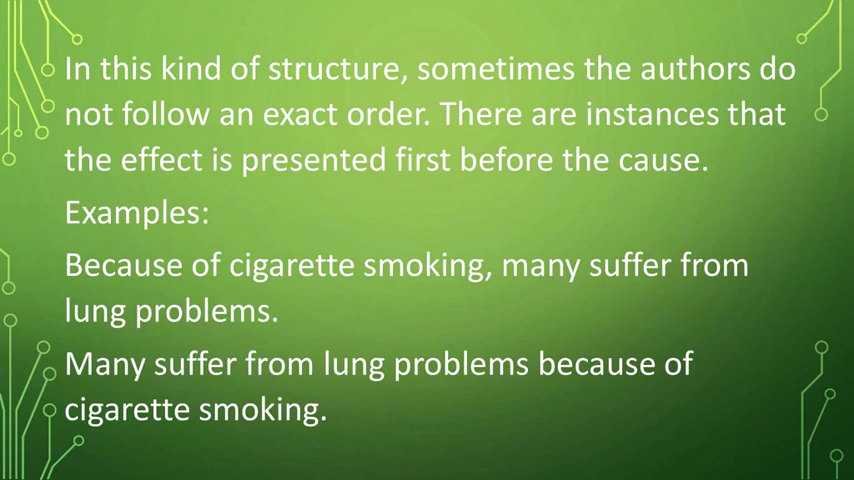 In this kind of structure, sometimes the authors do
not follow an exact order. There are instances that
the effect is presented first before the cause.
Examples:
Because of cigarette smoking, many suffer from
lung problems.
Many suffer from lung problems because of
cigarette smoking.